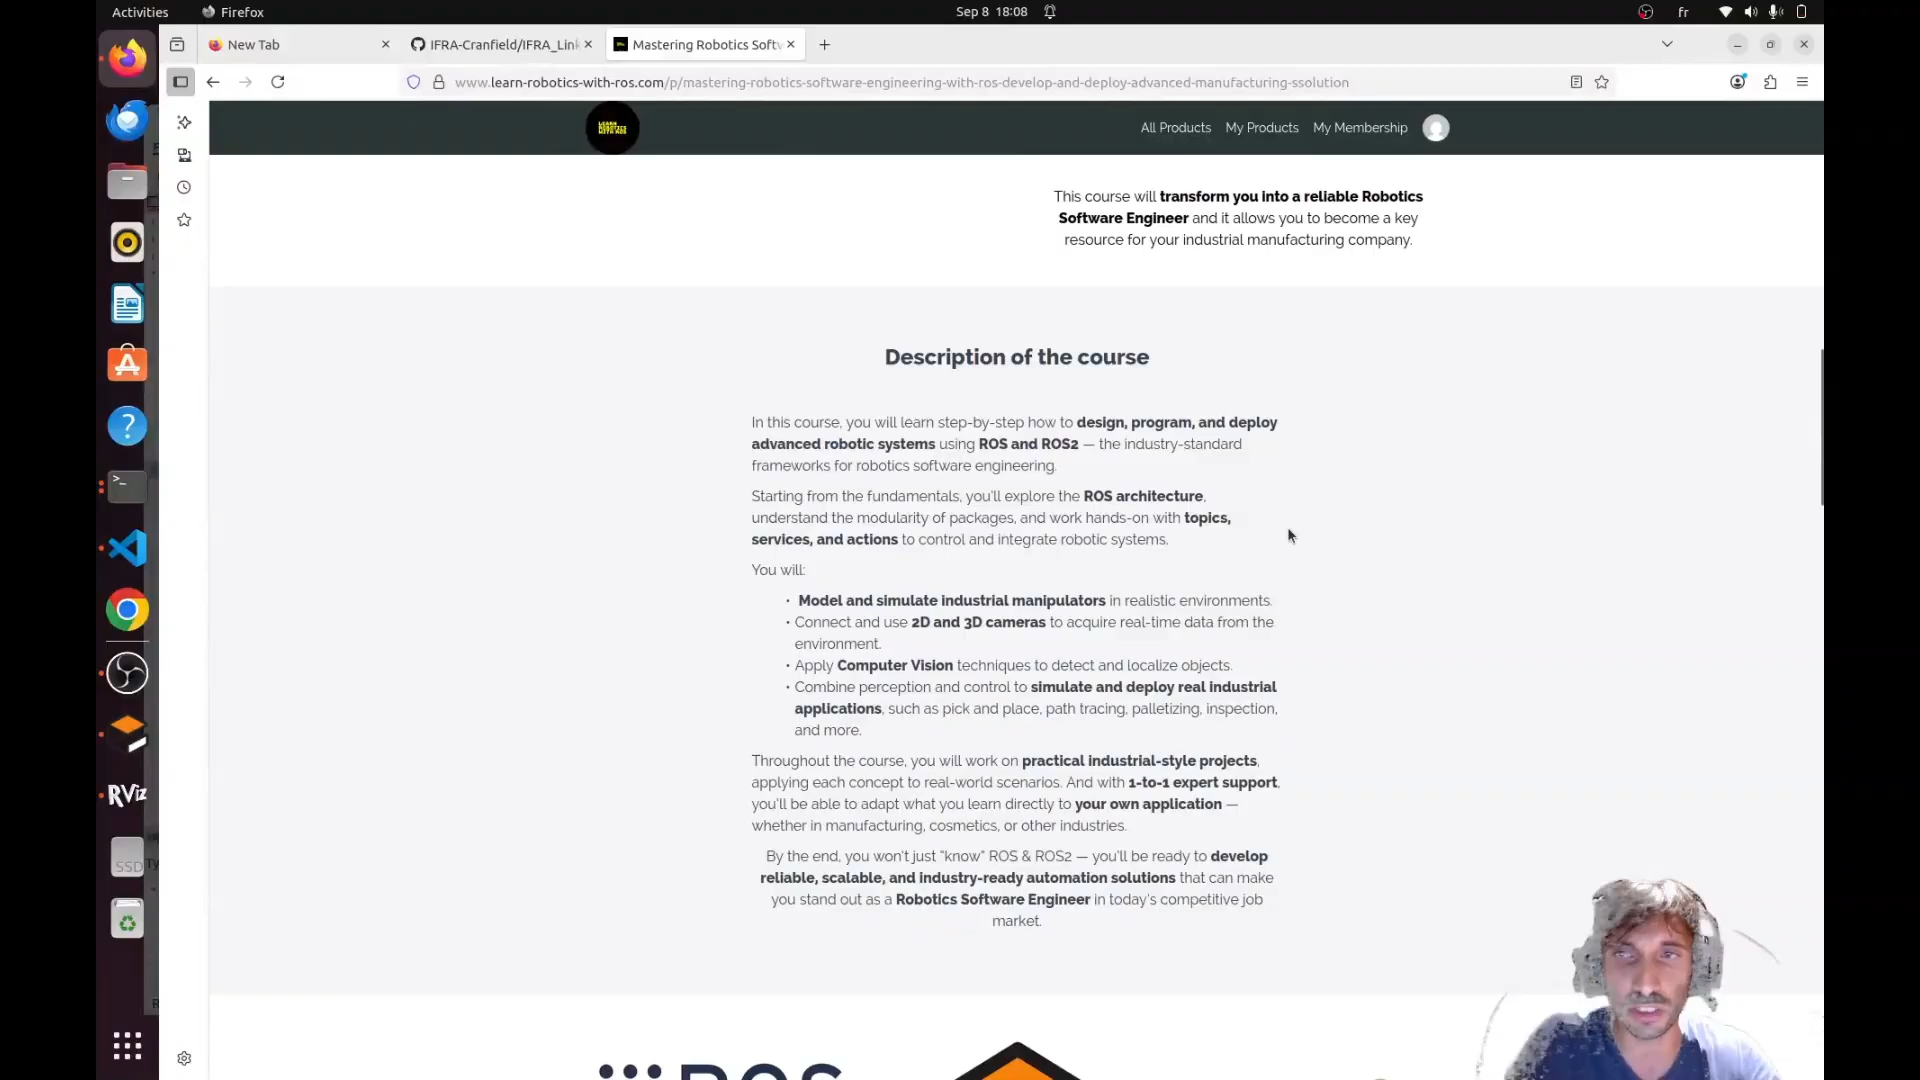 Activities
Firefox
Sep 8 18:08
fr
New Tab
IFRA-Cranfield/IFRA_Lin
Mastering Robotics Soft
www.learn-robotics-with-ros.com/p/mastering-robotics-software-engineering-with-ros-develop-and-deploy-advanced-manufacturing-ssolution
LEARN
ROBOTICS
WITH ROS
All Products
My Products
My Membership
This course will transform you into a reliable Robotics
Software Engineer and it allows you to become a key
resource for your industrial manufacturing company.
Description of the course
In this course, you will learn step-by-step how to design, program, and deploy
advanced robotic systems using ROS and ROS2 — the industry-standard
frameworks for robotics software engineering.
Starting from the fundamentals, you'll explore the ROS architecture,
understand the modularity of packages, and work hands-on with topics,
services, and actions to control and integrate robotic systems.
You will:
• Model and simulate industrial manipulators in realistic environments.
• Connect and use 2D and 3D cameras to acquire real-time data from the
environment.
• Apply Computer Vision techniques to detect and localize objects.
• Combine perception and control to simulate and deploy real industrial
applications, such as pick and place, path tracing, palletizing, inspection,
and more.
Throughout the course, you will work on practical industrial-style projects,
applying each concept to real-world scenarios. And with 1-to-1 expert support,
you'll be able to adapt what you learn directly to your own application —
whether in manufacturing, cosmetics, or other industries.
By the end, you won't just "know" ROS & ROS2 — you'll be ready to develop
reliable, scalable, and industry-ready automation solutions that can make
you stand out as a Robotics Software Engineer in today's competitive job
market.
ROS
RViz
SSD